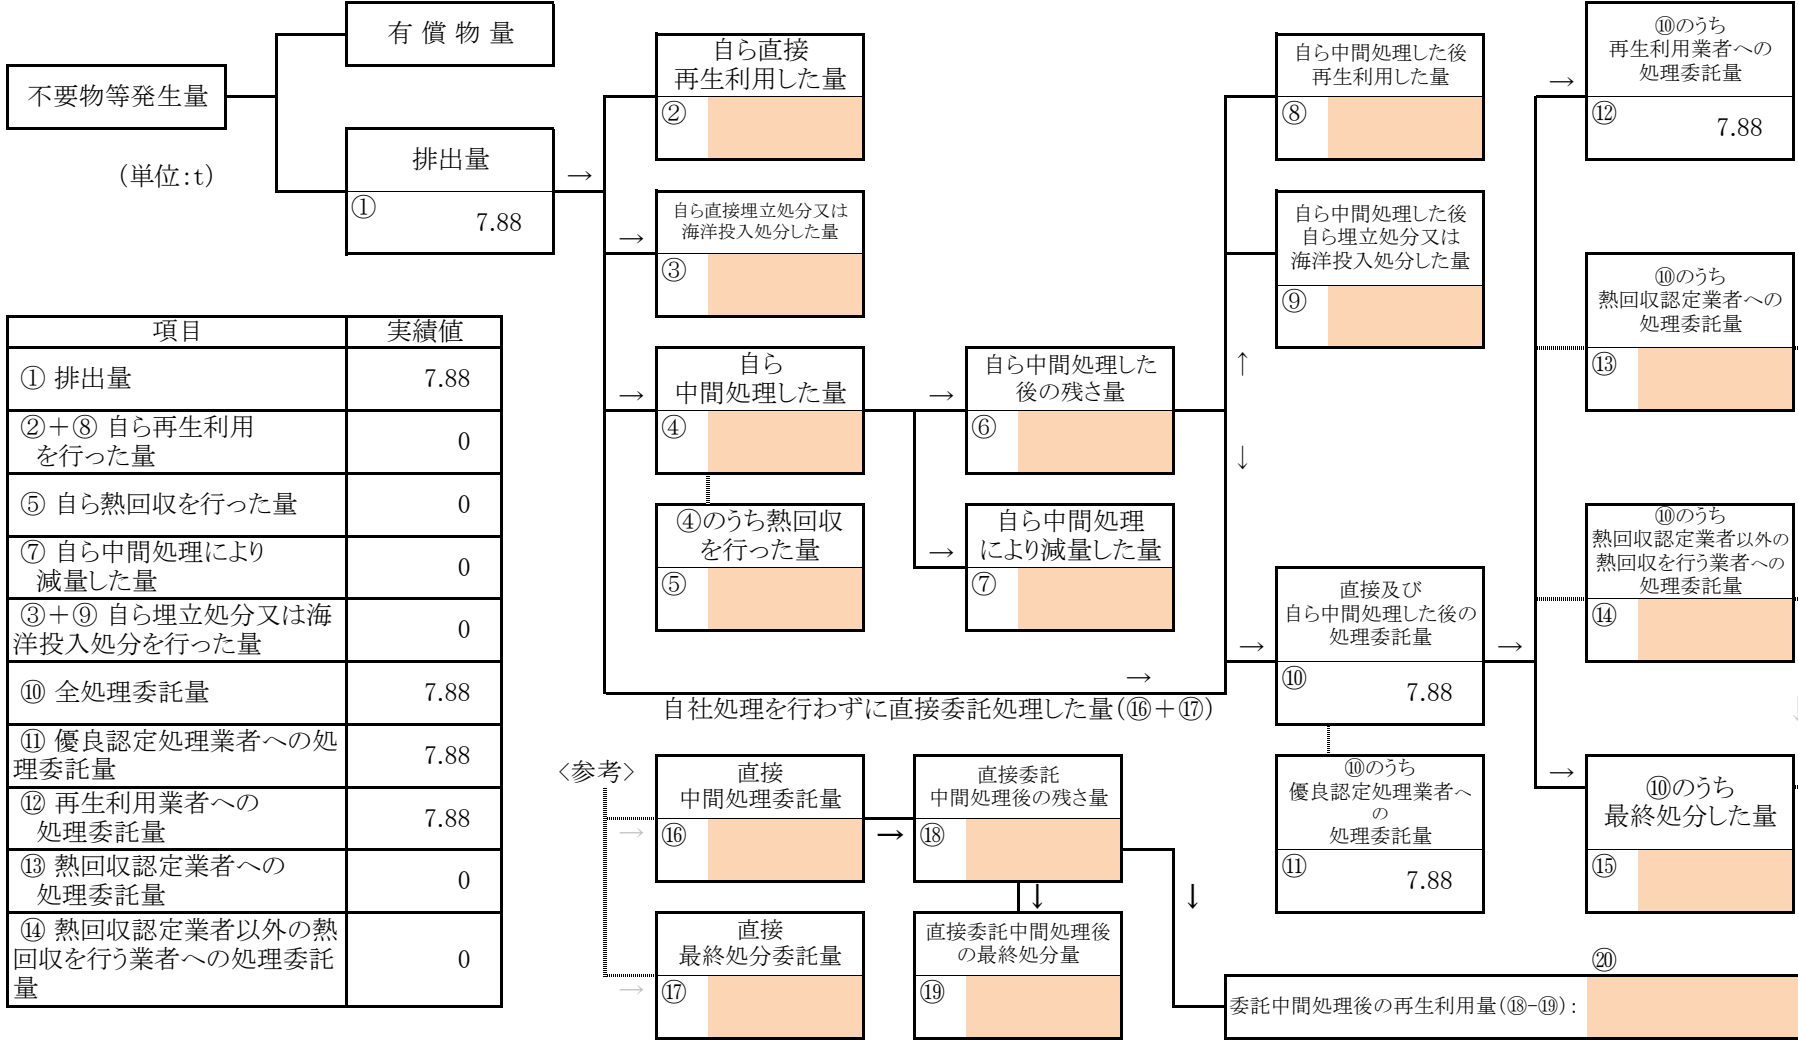 不要物等発生量
有 償 物 量
(単位:t)
排出量
①
7.88
→
自ら直接
再生利用した量
②
→
自ら直接埋立処分又は
海洋投入処分した量
③
→
自ら
中間処理した量
④
④のうち熱回収
を行った量
⑤
→
自ら中間処理した
後の残さ量
⑥
→
自ら中間処理
により減量した量
⑦
自ら中間処理した後
再生利用した量
⑧
自ら中間処理した後
自ら埋立処分又は
海洋投入処分した量
⑨
↑
↓
→
自社処理を行わずに直接委託処理した量(⑯+⑰)
→
直接及び
自ら中間処理した後の
処理委託量
⑩
7.88
⑩のうち
優良認定処理業者へ
の
処理委託量
⑪
7.88
→
→
⑩のうち
再生利用業者への
処理委託量
⑫
7.88
⑩のうち
熱回収認定業者への
処理委託量
⑬
⑩のうち
熱回収認定業者以外の
熱回収を行う業者への
処理委託量
⑭
→
⑩のうち
最終処分した量
⑮
項目 実績値
① 排出量 7.88
②+⑧ 自ら再生利用
を行った量
0
⑤ 自ら熱回収を行った量 0
⑦ 自ら中間処理により
減量した量
0
③+⑨ 自ら埋立処分又は海
洋投入処分を行った量
0
⑩ 全処理委託量 7.88
⑪ 優良認定処理業者への処
理委託量
7.88
⑫ 再生利用業者への
処理委託量
7.88
⑬ 熱回収認定業者への
処理委託量
0
⑭ 熱回収認定業者以外の熱
回収を行う業者への処理委託
量
0
<参考>
→
直接
中間処理委託量
⑯
→
直接委託
中間処理後の残さ量
⑱
↓
↓
→
直接
最終処分委託量
⑰
直接委託中間処理後
の最終処分量
⑲
⑳
委託中間処理後の再生利用量(⑱-⑲):